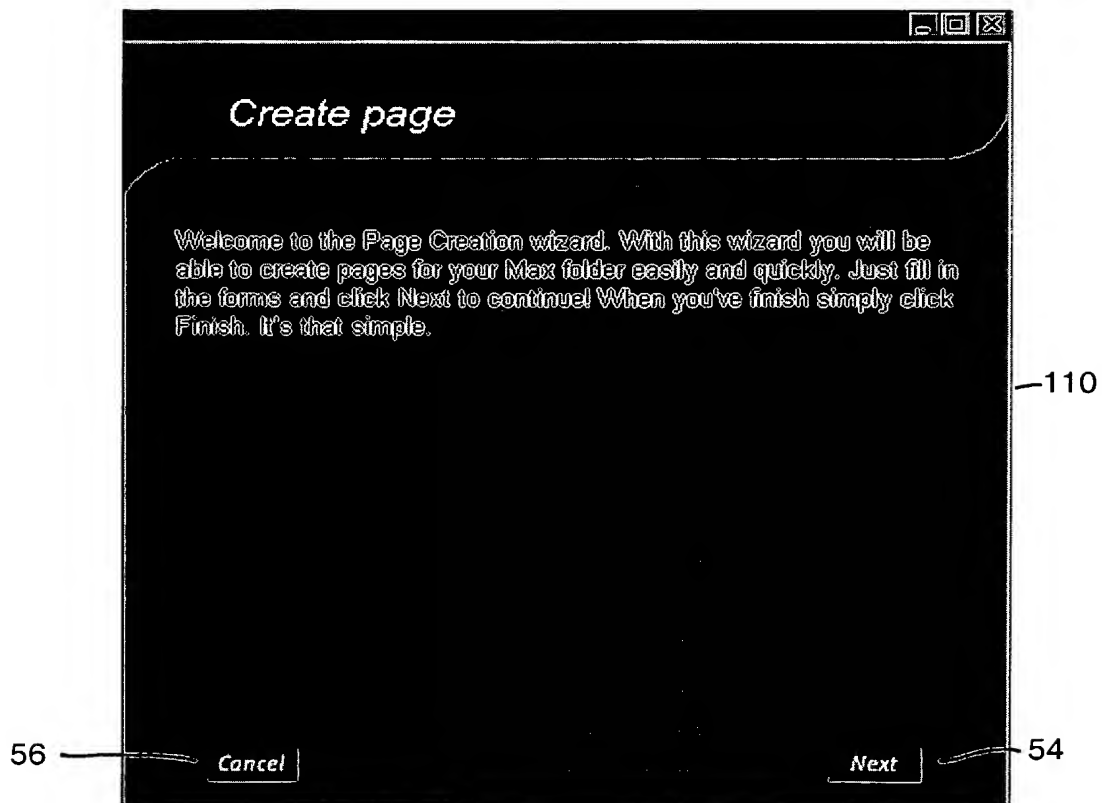 Create page
Welcome to the Page Creation wizard. With this wizard you will be
able to create pages for your Max folder easily and quickly. Just fill in
the forms and click Next to continue! When you've finish simply click
Finish. It's that simple.
110
56
Cancel
Next
54